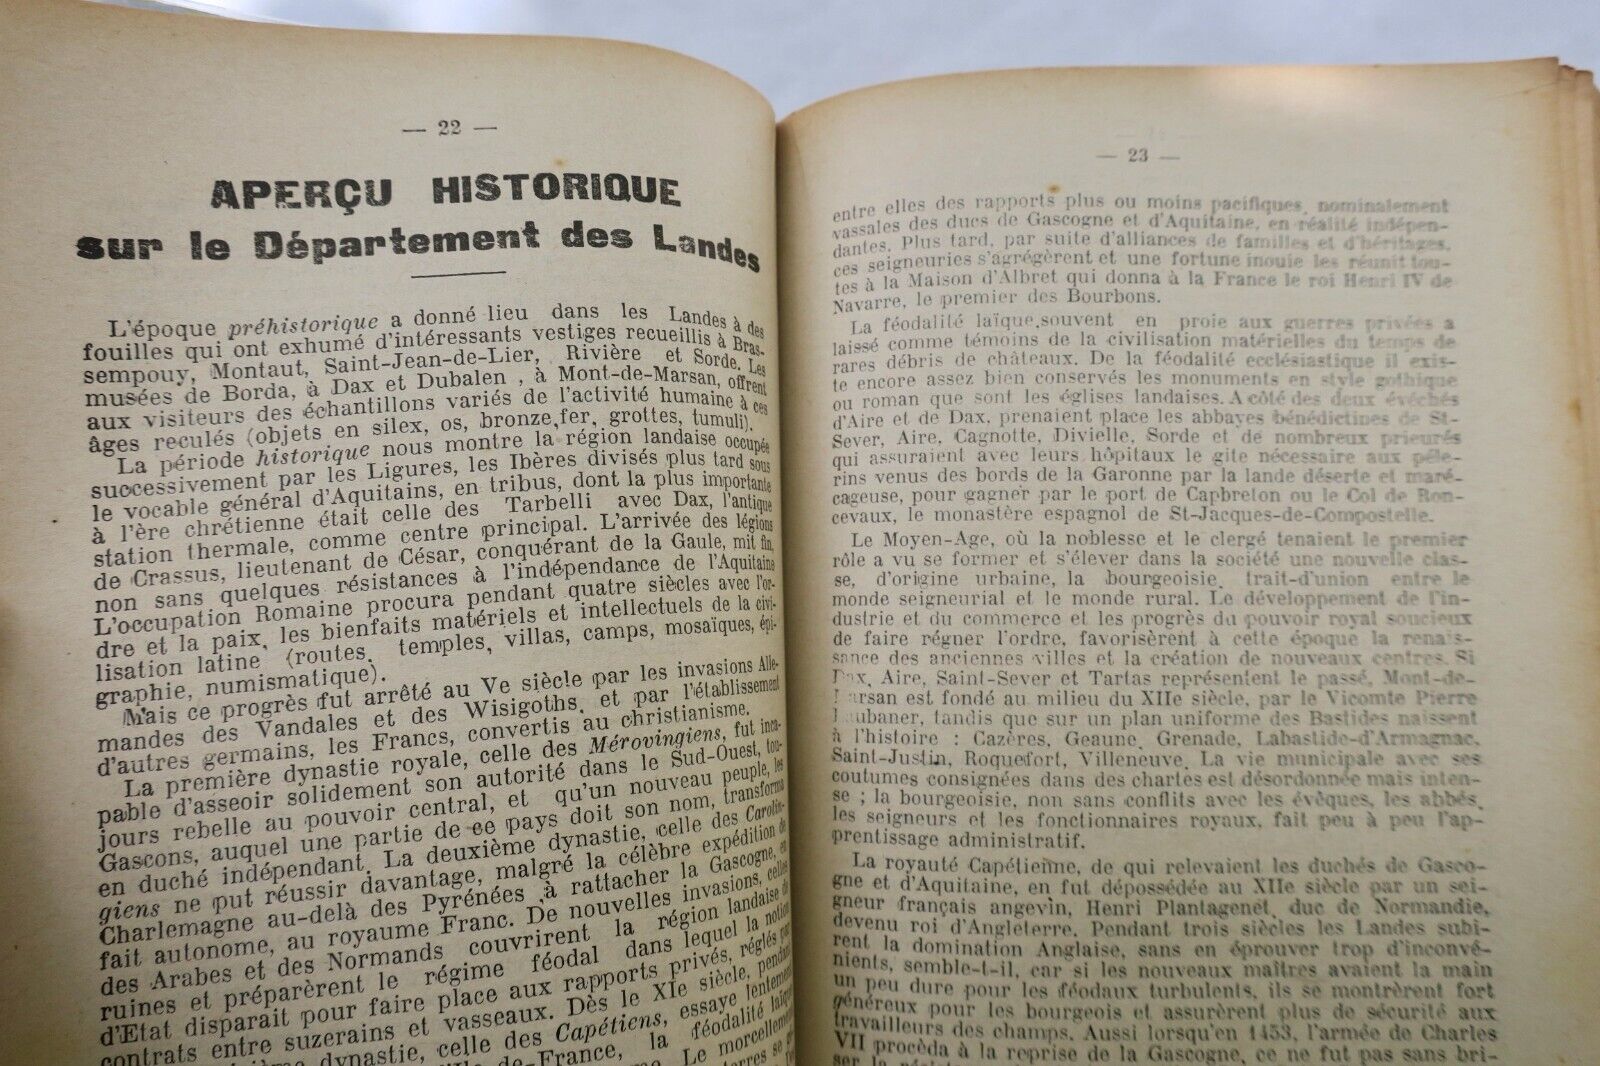 — 22 —
APERÇU HISTORIQUE
sur le Département des Landes
L'époque préhistorique a donné lieu dans les Landes à des
fouilles qui ont exhumé d'intéressants vestiges recueillis à Bras-
sempouy, Montaut, Saint-Jean-de-Lier, Rivière et Sorde. Les
musées de Borda, à Dax et Dubalen , à Mont-de-Marsan, offrent
aux visiteurs des échantillons variés de l'activité humaine à ces
âges reculés (objets en silex, os, bronze,fer, grottes, tumuli).
La période historique nous montre la région landaise occupée
successivement par les Ligures, les Ibères divisés plus tard sous
le vocable général d'Aquitains, en tribus, dont la plus importante
à l'ère chrétienne était celle des Tarbelli avec Dax, l'antique
station thermale, comme centre principal. L'arrivée des légions
de Crassus, lieutenant de César, conquérant de la Gaule, mit fin,
non sans quelques résistances à l'indépendance de l'Aquitaine
L'occupation Romaine procura pendant quatre siècles avec l'or-
dre et la paix, les bienfaits matériels et intellectuels de la civi-
lisation latine (routes, temples, villas, camps, mosaïques, épi-
graphie, numismatique).
Mais ce progrès fut arrêté au Ve siècle par les invasions Alle-
mandes des Vandales et des Wisigoths, et par l'établissement
d'autres germains, les Francs, convertis au christianisme.
La première dynastie royale, celle des Mérovingiens, fut inca-
pable d'asseoir solidement son autorité dans le Sud-Ouest, tou-
jours rebelle au pouvoir central, et qu'un nouveau peuple, les
Gascons, auquel une partie de ce pays doit son nom, transforma
en duché indépendant. La deuxième dynastie, celle des Carolin-
giens ne put réussir davantage, malgré la célèbre expédition de
Charlemagne au-delà des Pyrénées à rattacher la Gascogne, en
fait autonome, au royaume Franc. De nouvelles invasions, celles
des Arabes et des Normands couvrirent la région landaise de
ruines et préparèrent le régime féodal dans lequel la notion
d'Etat disparait pour faire place aux rapports privés, réglés par
contrats entre suzerains et vasseaux. Dès le XIe siècle, pendant
dynastie, celle des Capétiens, essaye lentement
de-France, la féodalité laïque
Le morcellement
— 23 —
entre elles des rapports plus ou moins pacifiques, nominalement
vassales des ducs de Gascogne et d'Aquitaine, en réalité indépen-
dantes. Plus tard, par suite d'alliances de familles et d'héritages,
ces seigneuries s'agrégèrent et une fortune inouie les réunit tou-
tes à la Maison d'Albret qui donna à la France le roi Henri IV de
Navarre, le premier des Bourbons.
La féodalité laïque,souvent en proie aux guerres privées a
laissé comme témoins de la civilisation matérielles du temps de
rares débris de châteaux. De la féodalité ecclésiastique il exis-
te encore assez bien conservés les monuments en style gothique
ou roman que sont les églises landaises. A côté des deux évêchés
d'Aire et de Dax, prenaient place les abbayes bénédictines de St-
Sever, Aire, Cagnotte, Divielle, Sorde et de nombreux prieurés
qui assuraient avec leurs hôpitaux le gite nécessaire aux pèle-
rins venus des bords de la Garonne par la lande déserte et maré-
cageuse, pour gagner par le port de Capbreton ou le Col de Ron-
cevaux, le monastère espagnol de St-Jacques-de-Compostelle.
Le Moyen-Age, où la noblesse et le clergé tenaient le premier
rôle a vu se former et s'élever dans la société une nouvelle clas-
se, d'origine urbaine, la bourgeoisie, trait-d'union entre le
monde seigneurial et le monde rural. Le développement de l'in-
dustrie et du commerce et les progrès du pouvoir royal soucieux
de faire régner l'ordre, favorisèrent à cette époque la renais-
sance des anciennes villes et la création de nouveaux centres. Si
Dax, Aire, Saint-Sever et Tartas représentent le passé, Mont-de-
Marsan est fondé au milieu du XIIe siècle, par le Vicomte Pierre
Laubaner, tandis que sur un plan uniforme des Bastides naissent
à l'histoire : Cazères, Geaune, Grenade, Labastide-d'Armagnac,
Saint-Justin, Roquefort, Villeneuve. La vie municipale avec ses
coutumes consignées dans des chartes est désordonnée mais inten-
se ; la bourgeoisie, non sans conflits avec les évèques, les abbés,
les seigneurs et les fonctionnaires royaux, fait peu à peu l'ap-
prentissage administratif.
La royauté Capétienne, de qui relevaient les duchés de Gasco-
gne et d'Aquitaine, en fut dépossédée au XIIe siècle par un sei-
gneur français angevin, Henri Plantagenet, duc de Normandie,
devenu roi d'Angleterre. Pendant trois siècles les Landes subi-
rent la domination Anglaise, sans en éprouver trop d'inconvé-
nients, semble-t-il, car si les nouveaux maîtres avaient la main
un peu dure pour les féodaux turbulents, ils se montrèrent fort
généreux pour les bourgeois et assurèrent plus de sécurité aux
travailleurs des champs. Aussi lorsqu'en 1453, l'armée de Charles
VII procèda à la reprise de la Gascogne, ce ne fut pas sans bri-